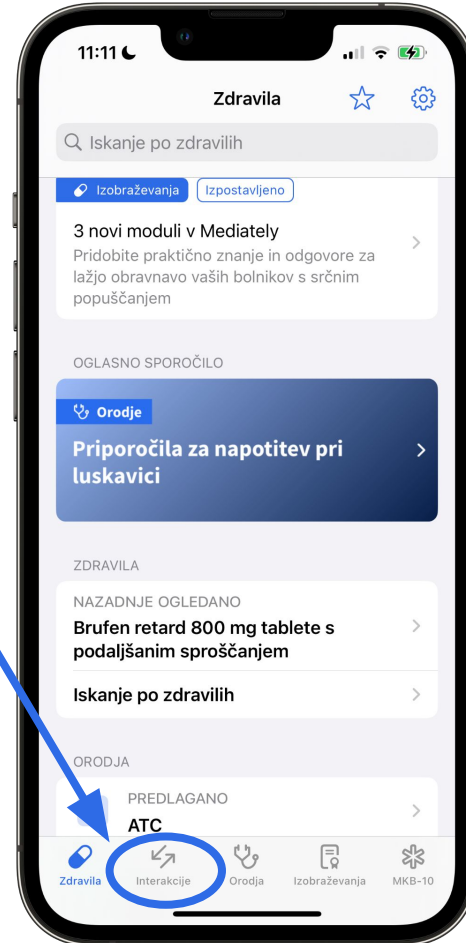 11:11
Zdravila
Iskanje po zdravilih
Izobraževanja Izpostavljeno
3 novi moduli v Mediately
Pridobite praktično znanje in odgovore za
lažjo obravnavo vaših bolnikov s srčnim
popuščanjem
OGLASNO SPOROČILO
Orodje
Priporočila za napotitev pri
luskavici
ZDRAVILA
NAZADNJE OGLEDANO
Brufen retard 800 mg tablete s
podaljšanim sproščanjem
Iskanje po zdravilih
ORODJA
PREDLAGANO
ATC
Zdravila Interakcije Orodja Izobraževanja MKB-10